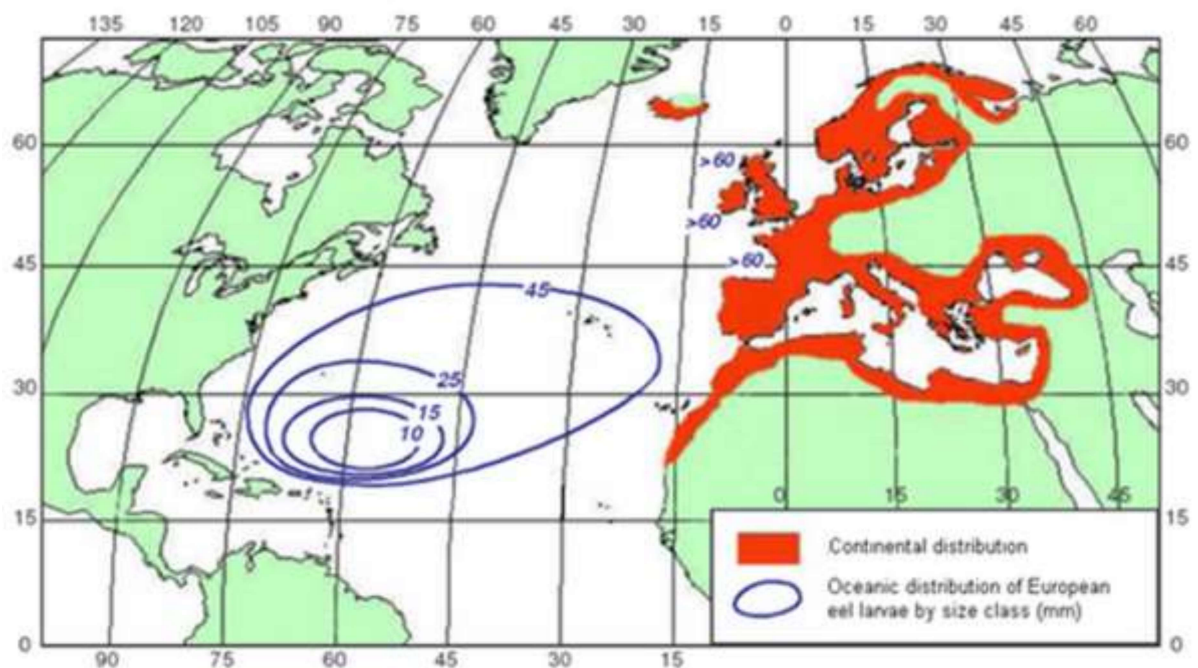 135 120 105 90 75 60 45 30 15 0 15 30 45 60
60 >60 60
>60
45 >60 45
45
30 25 30
15
10
0 15 30 45
15 15
Continental distribution
Oceanic distribution of European
eel larvae by size class (mm)
0 0
90 75 60 45 30 15